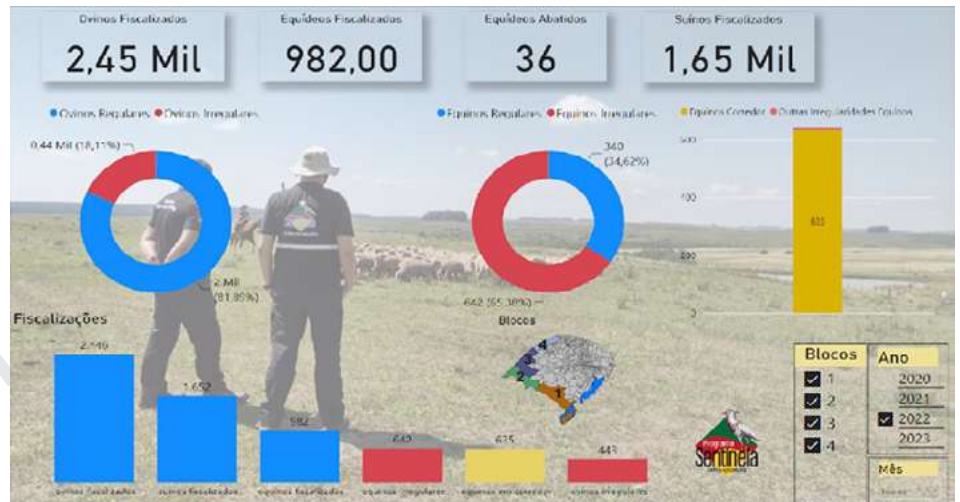 Ovinos Fiscalizados
2,45 Mil
Equídeos Fiscalizados
982,00
Equídeos Abatidos
36
Suínos Fiscalizados
1,65 Mil
Ovinos Regulares Ovinos Irregulares
0,44 Mil (18,11%)
2 Mil
(81,89%)
Equinos Regulares Equinos Irregulares
340
(34,62%)
642 (65,38%)
Equinos Corredor Outras Irregularidades Equinos
600
400
200
0
635
Fiscalizações
2.446
1.652
982
642
635
443
ovinos fiscalizados
suínos fiscalizados
equinos fiscalizados
equinos irregulares
equinos em corredor
ovinos irregulares
Blocos
4
3
2
1
Programa
Sentinela
Blocos
1
2
3
4
Ano
2020
2021
2022
2023
Mês